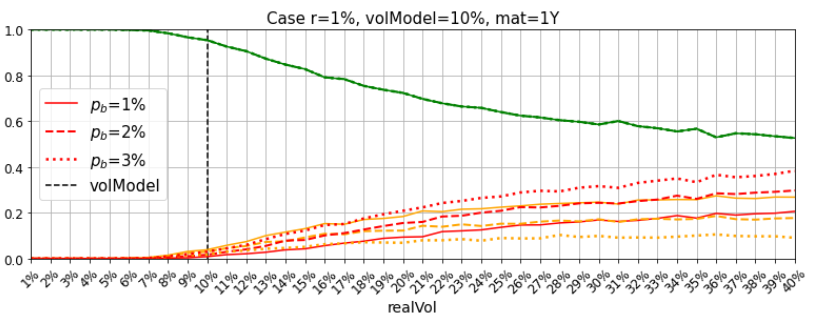 Case r=1%, volModel=10%, mat=1Y
1.0
0.8
0.6
0.4
0.2
0.0
p_b=1%
p_b=2%
p_b=3%
volModel
1% 2% 3% 4% 5% 6% 7% 8% 9% 10% 11% 12% 13% 14% 15% 16% 17% 18% 19% 20% 21% 22% 23% 24% 25% 26% 27% 28% 29% 30% 31% 32% 33% 34% 35% 36% 37% 38% 39% 40%
realVol